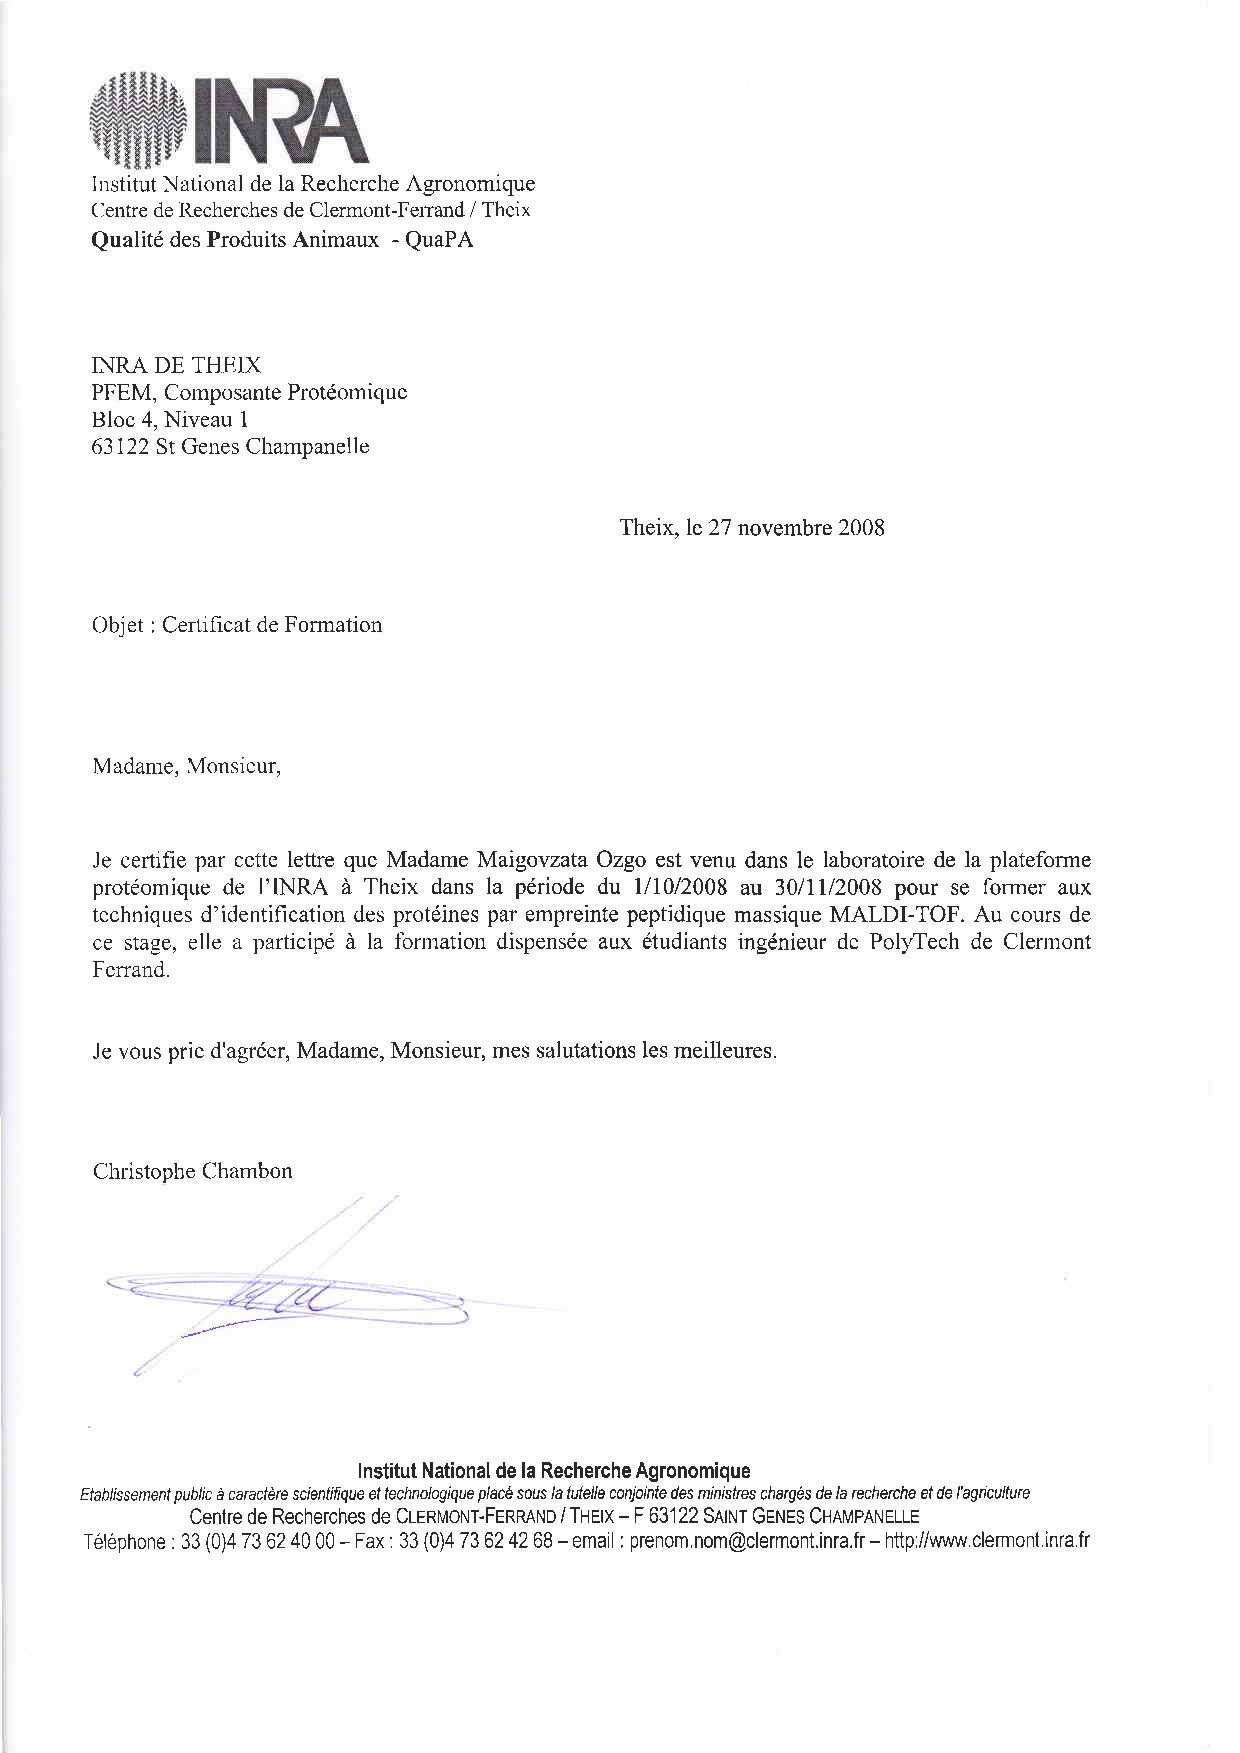 INRA
Institut National de la Recherche Agronomique
Centre de Recherches de Clermont-Ferrand / Theix
Qualité des Produits Animaux - QuaPA
INRA DE THEIX
PFEM, Composante Protéomique
Bloc 4, Niveau 1
63122 St Genes Champanelle
Theix, le 27 novembre 2008
Objet : Certificat de Formation
Madame, Monsieur,
Je certifie par cette lettre que Madame Maigovzata Ozgo est venu dans le laboratoire de la plateforme
protéomique de l'INRA à Theix dans la période du 1/10/2008 au 30/11/2008 pour se former aux
techniques d'identification des protéines par empreinte peptidique massique MALDI-TOF. Au cours de
ce stage, elle a participé à la formation dispensée aux étudiants ingénieur de PolyTech de Clermont
Ferrand.
Je vous prie d'agréer, Madame, Monsieur, mes salutations les meilleures.
Christophe Chambon
Institut National de la Recherche Agronomique
Etablissement public à caractère scientifique et technologique placé sous la tutelle conjointe des ministres chargés de la recherche et de l'agriculture
Centre de Recherches de CLERMONT-FERRAND / THEIX – F 63122 SAINT GENES CHAMPANELLE
Téléphone : 33 (0)4 73 62 40 00 – Fax : 33 (0)4 73 62 42 68 – email : prenom.nom@clermont.inra.fr – http://www.clermont.inra.fr